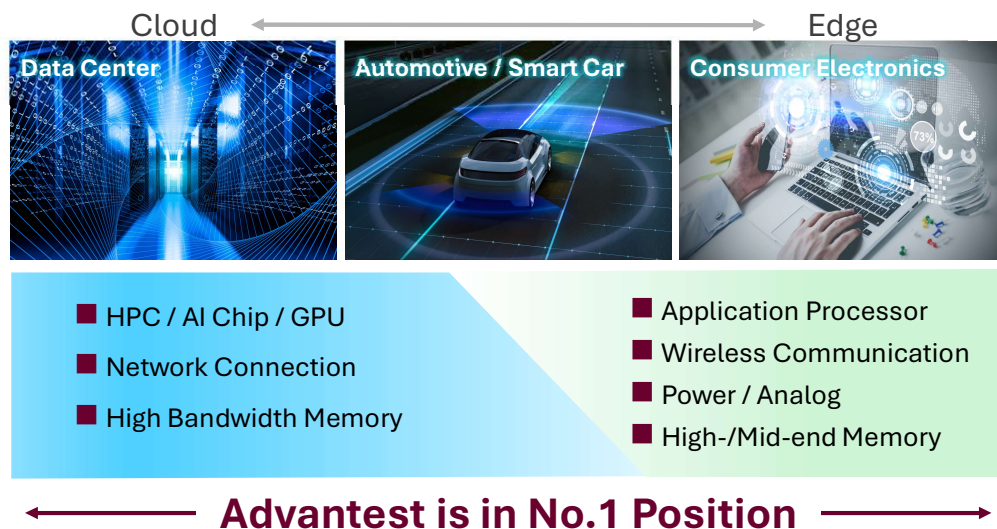 Cloud
Edge
Data Center
Automotive / Smart Car
Consumer Electronics
73%
■ HPC / AI Chip / GPU
■ Network Connection
■ High Bandwidth Memory
■ Application Processor
■ Wireless Communication
■ Power / Analog
■ High-/Mid-end Memory
Advantest is in No.1 Position